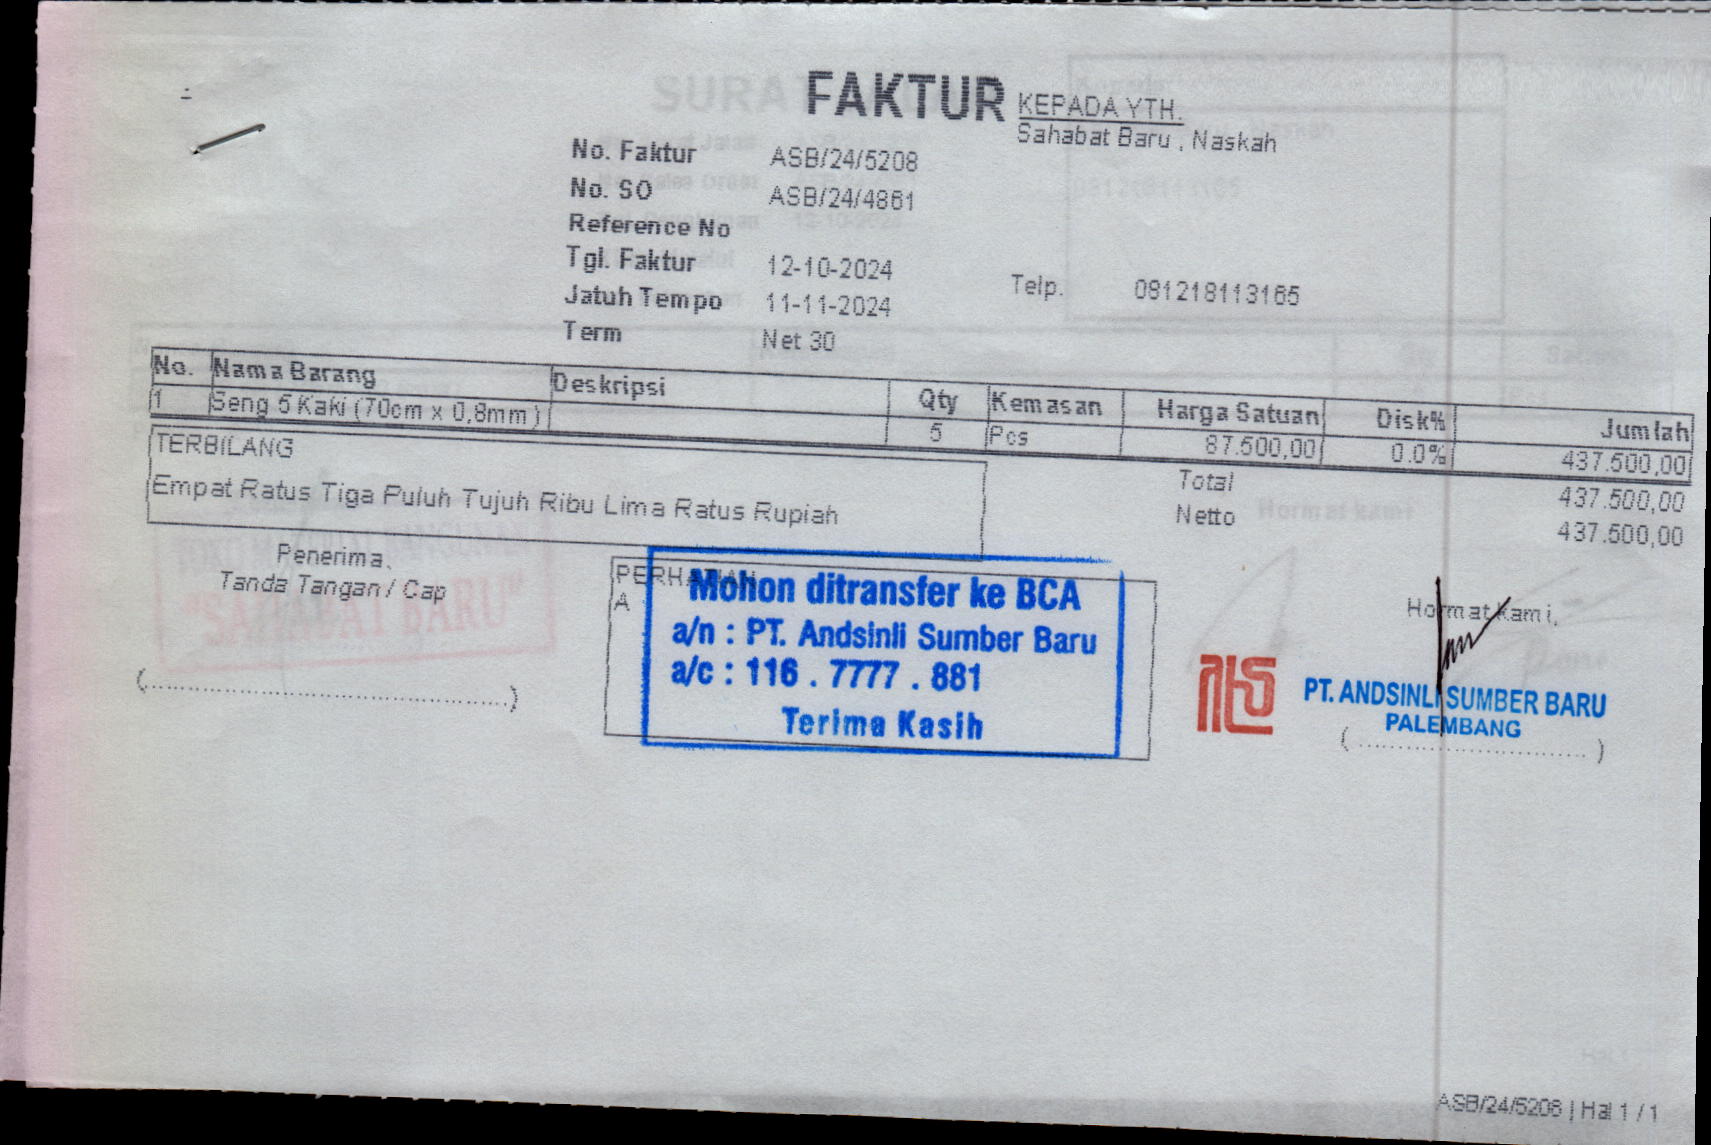 FAKTUR
KEPADA YTH.
Sahabat Baru , Naskah
No. Faktur ASB/24/5208
No. SO ASB/24/4861
Reference No
Tgl. Faktur 12-10-2024
Telp. 081218113165
Jatuh Tempo 11-11-2024
Term Net 30
No. Nama Barang Deskripsi Qty Kemasan Harga Satuan Disk% Jumlah
1 Seng 5 Kaki (70cm x 0,8mm) 5 Pcs 87.500,00 0.0% 437.500,00
TERBILANG
Empat Ratus Tiga Puluh Tujuh Ribu Lima Ratus Rupiah
Total 437.500,00
Netto 437.500,00
Penerima,
Tanda Tangan / Cap
(....................................................)
PERHATIAN
A
Mohon ditransfer ke BCA
a/n : PT. Andsinli Sumber Baru
a/c : 116 . 7777 . 881
Terima Kasih
Hormat Kami,
PT. ANDSINLI SUMBER BARU
PALEMBANG
( .................................. )
ASB/24/5208 | Hal 1 / 1